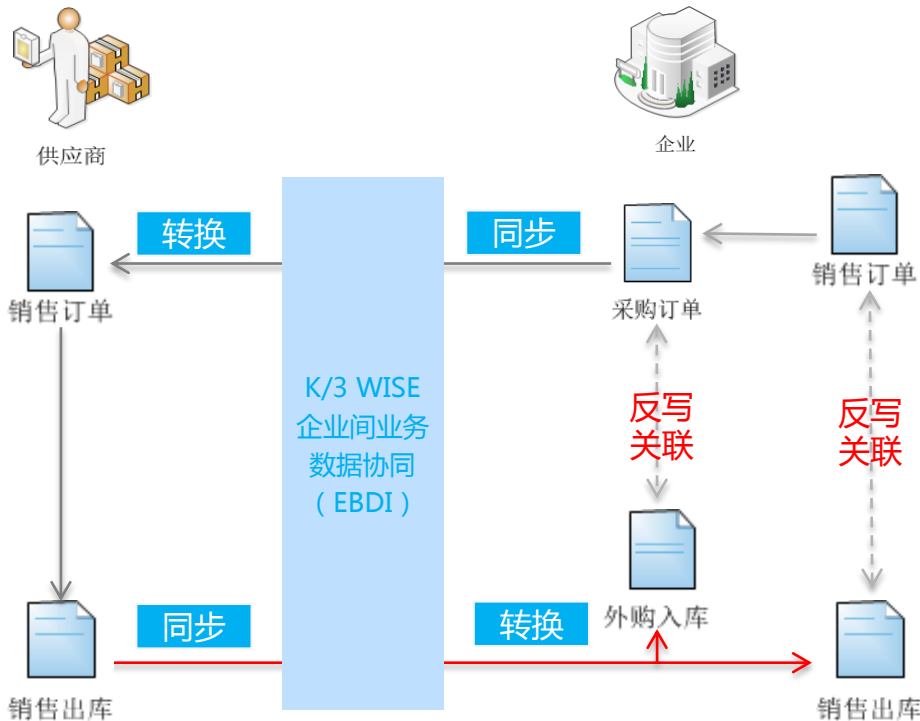 供应商
企业
转换
同步
销售订单
采购订单
销售订单
K/3 WISE
企业间业务
数据协同
（EBDI）
反写
关联
反写
关联
同步
转换
外购入库
销售出库
销售出库